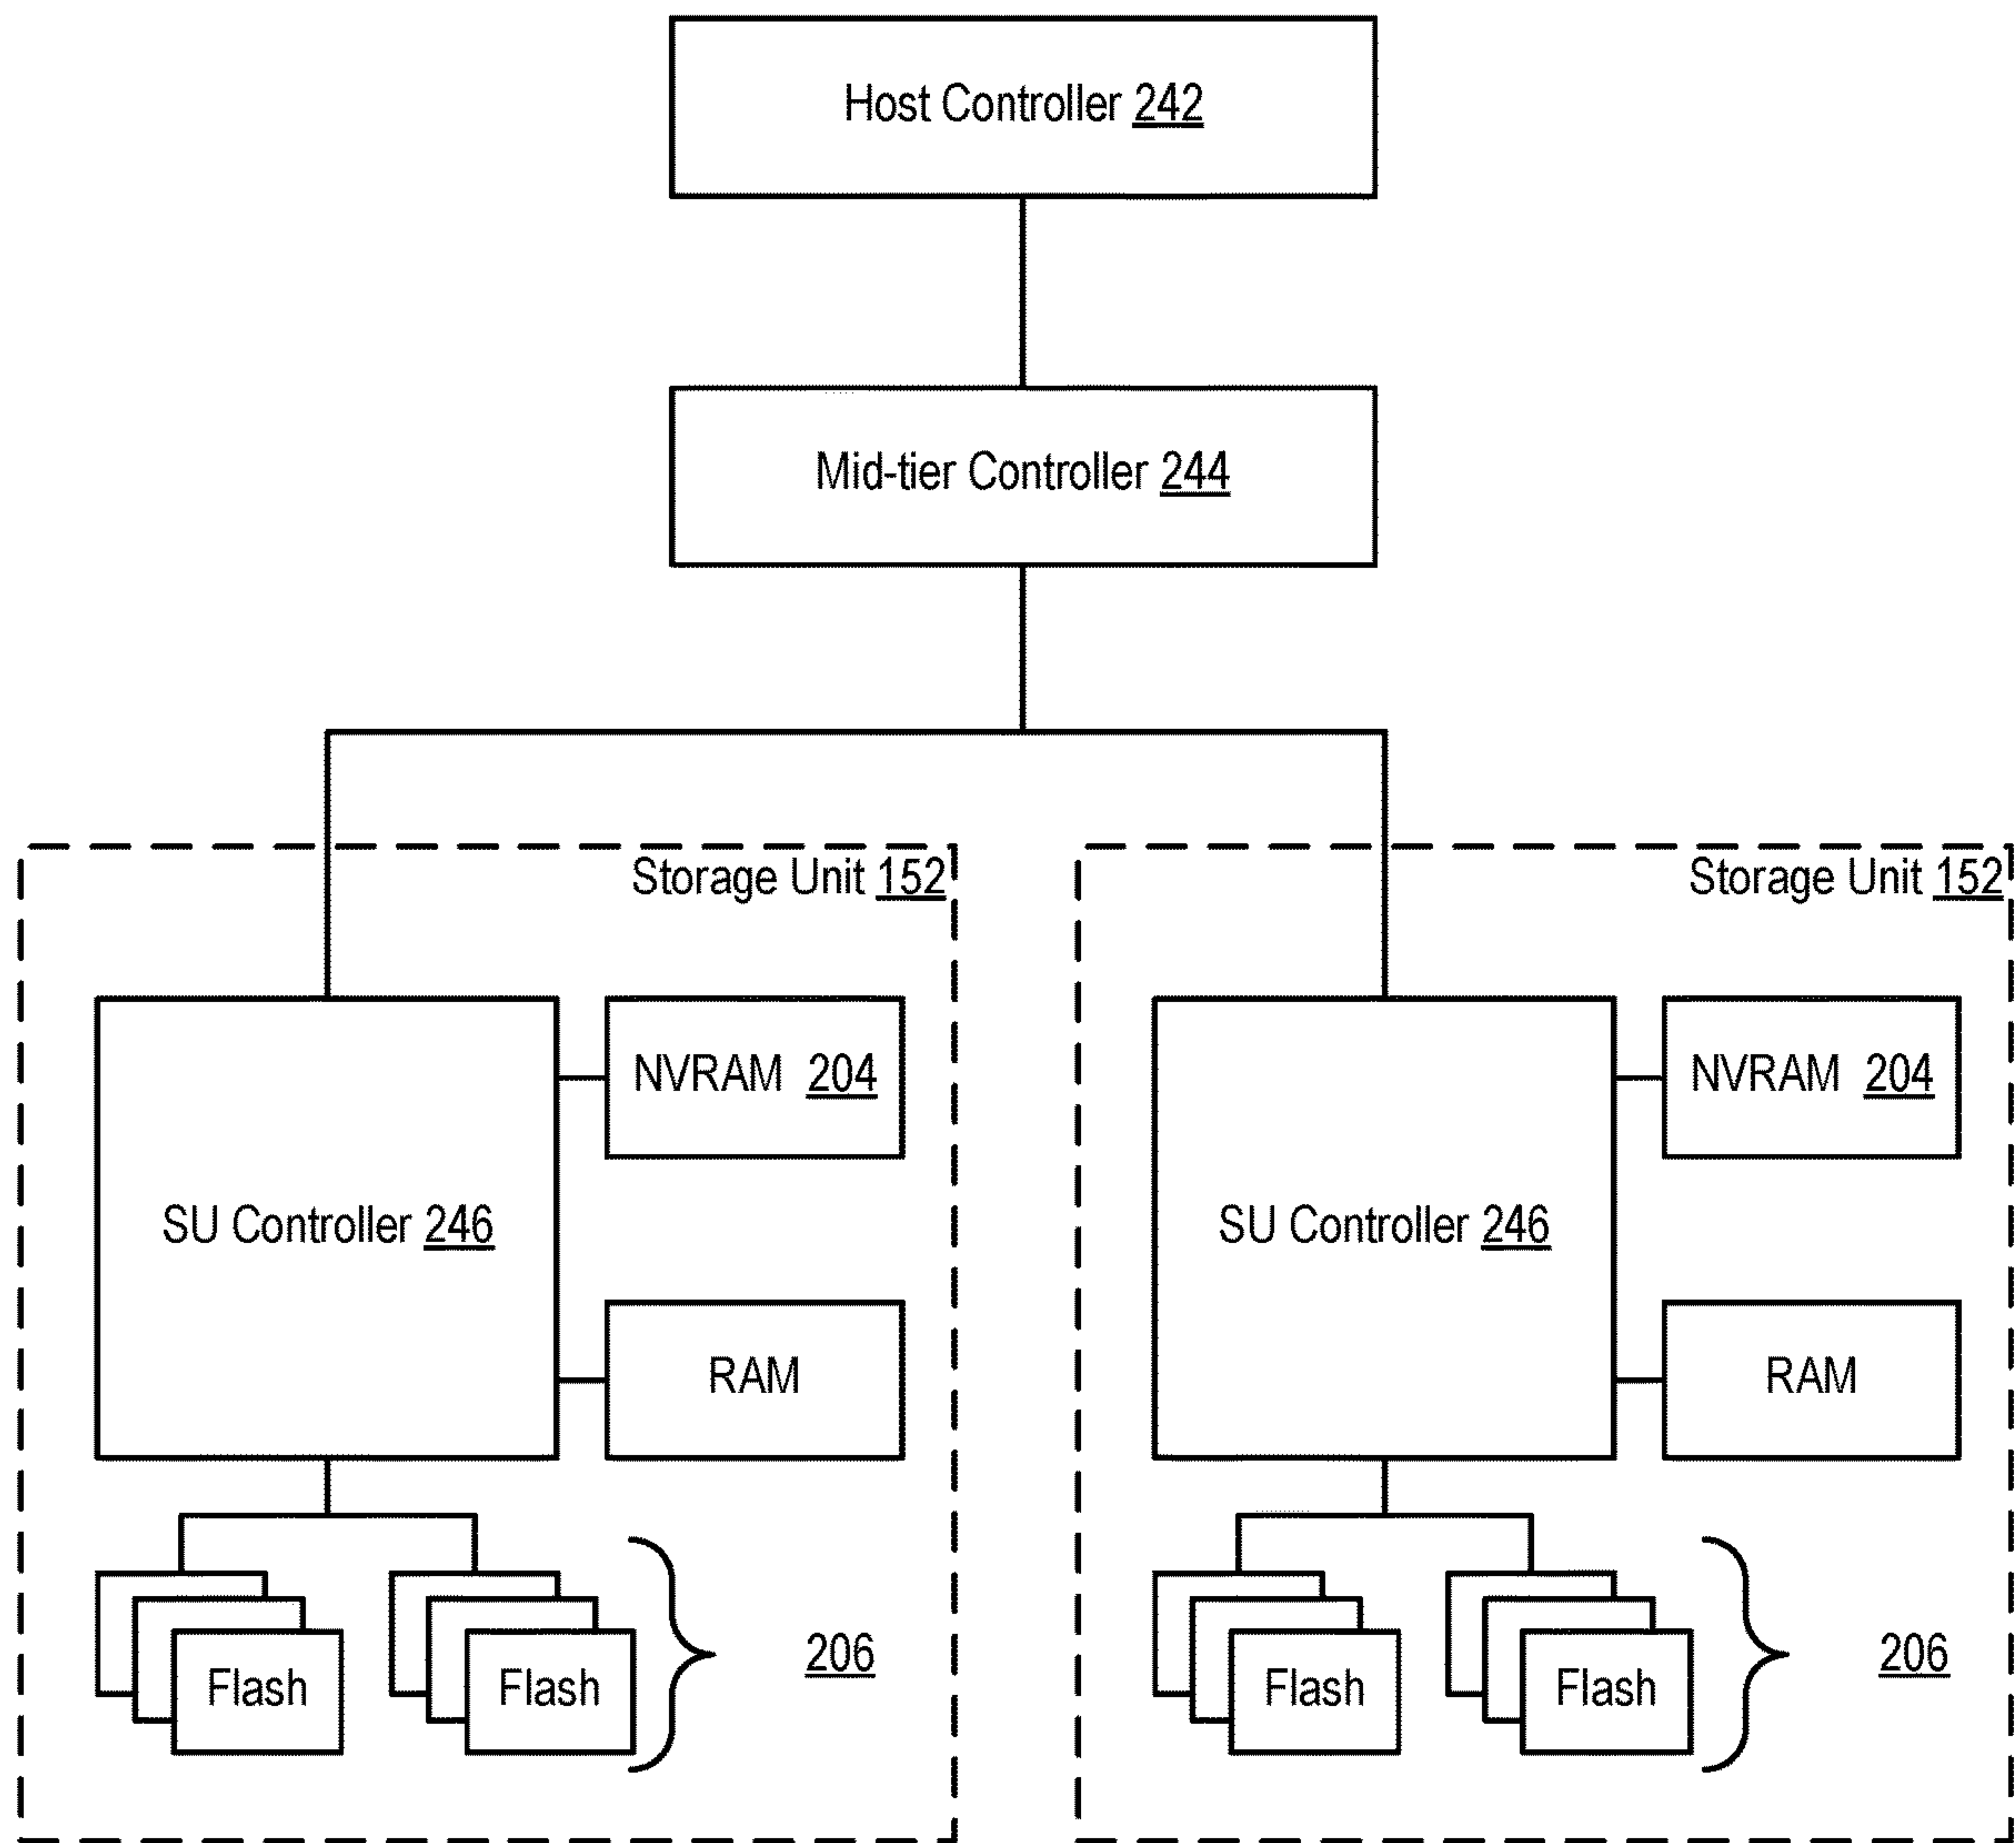 Host Controller 242
Mid-tier Controller 244
Storage Unit 152
SU Controller 246
NVRAM 204
RAM
Flash
Flash
206
Storage Unit 152
SU Controller 246
NVRAM 204
RAM
Flash
Flash
206